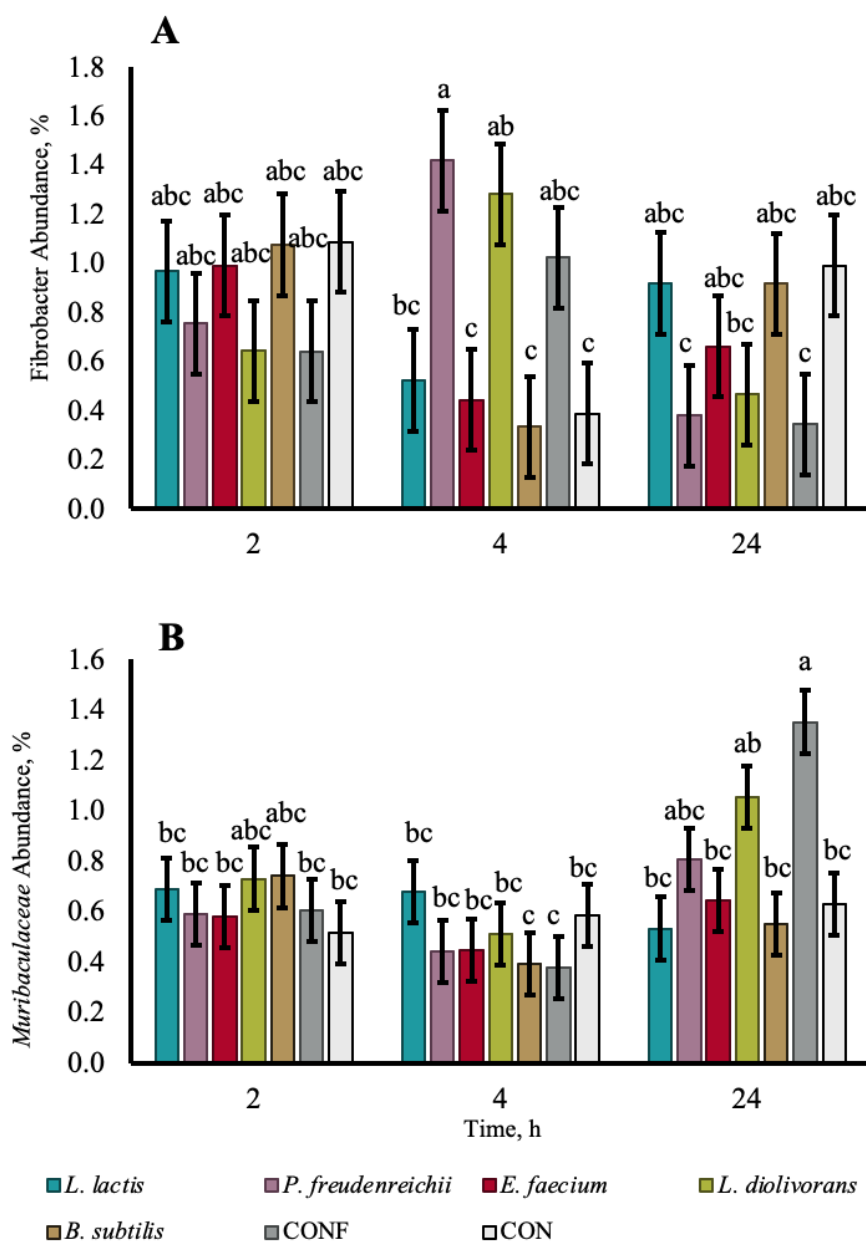 A
Fibrobacter Abundance, %
1.8
1.6
1.4
1.2
1.0
0.8
0.6
0.4
0.2
0.0
abc abc abc abc abc abc abc
bc a c ab c abc c
abc c abc bc abc c abc
2 4 24
B
Muribaculaceae Abundance, %
1.6
1.4
1.2
1.0
0.8
0.6
0.4
0.2
0.0
bc bc bc abc abc bc bc
bc bc bc bc c c bc
bc abc bc ab bc a bc
2 4 24
Time, h
L. lactis P. freudenreichii E. faecium L. diolivorans
B. subtilis CONF CON